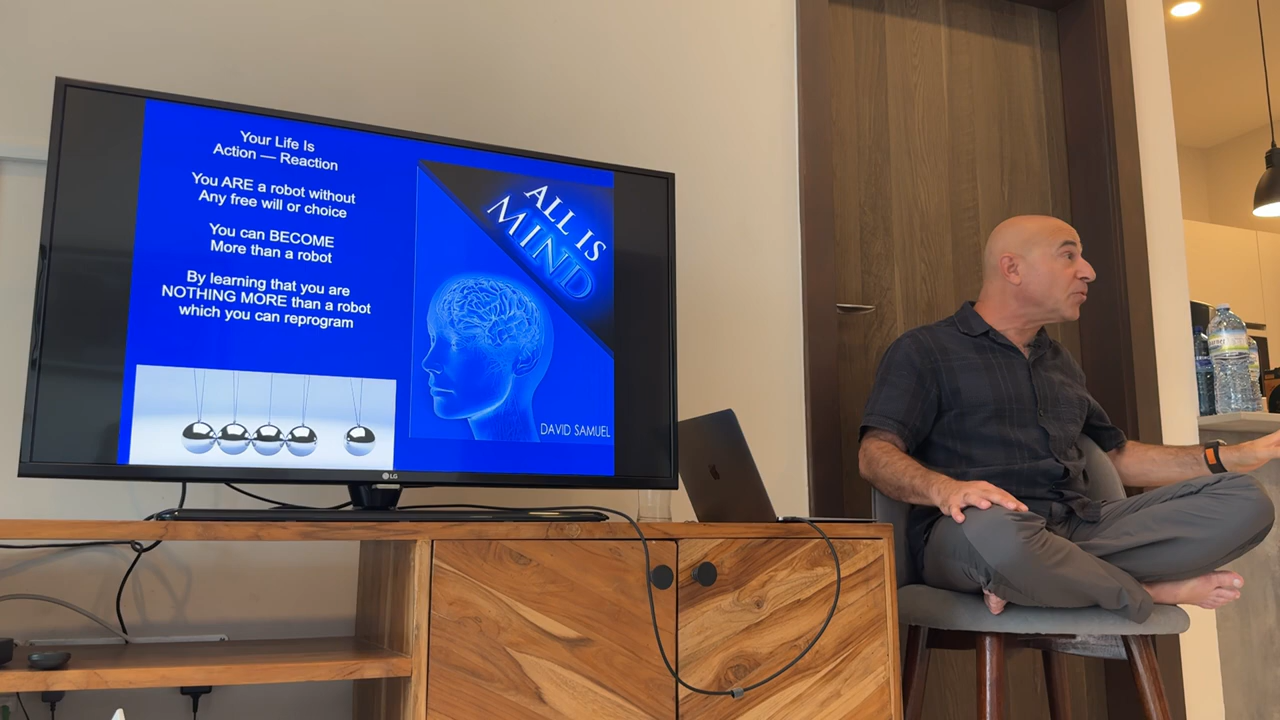 Your Life Is
Action — Reaction
You ARE a robot without
Any free will or choice
You can BECOME
More than a robot
By learning that you are
NOTHING MORE than a robot
which you can reprogram
ALL IS
MIND
DAVID SAMUEL
LG